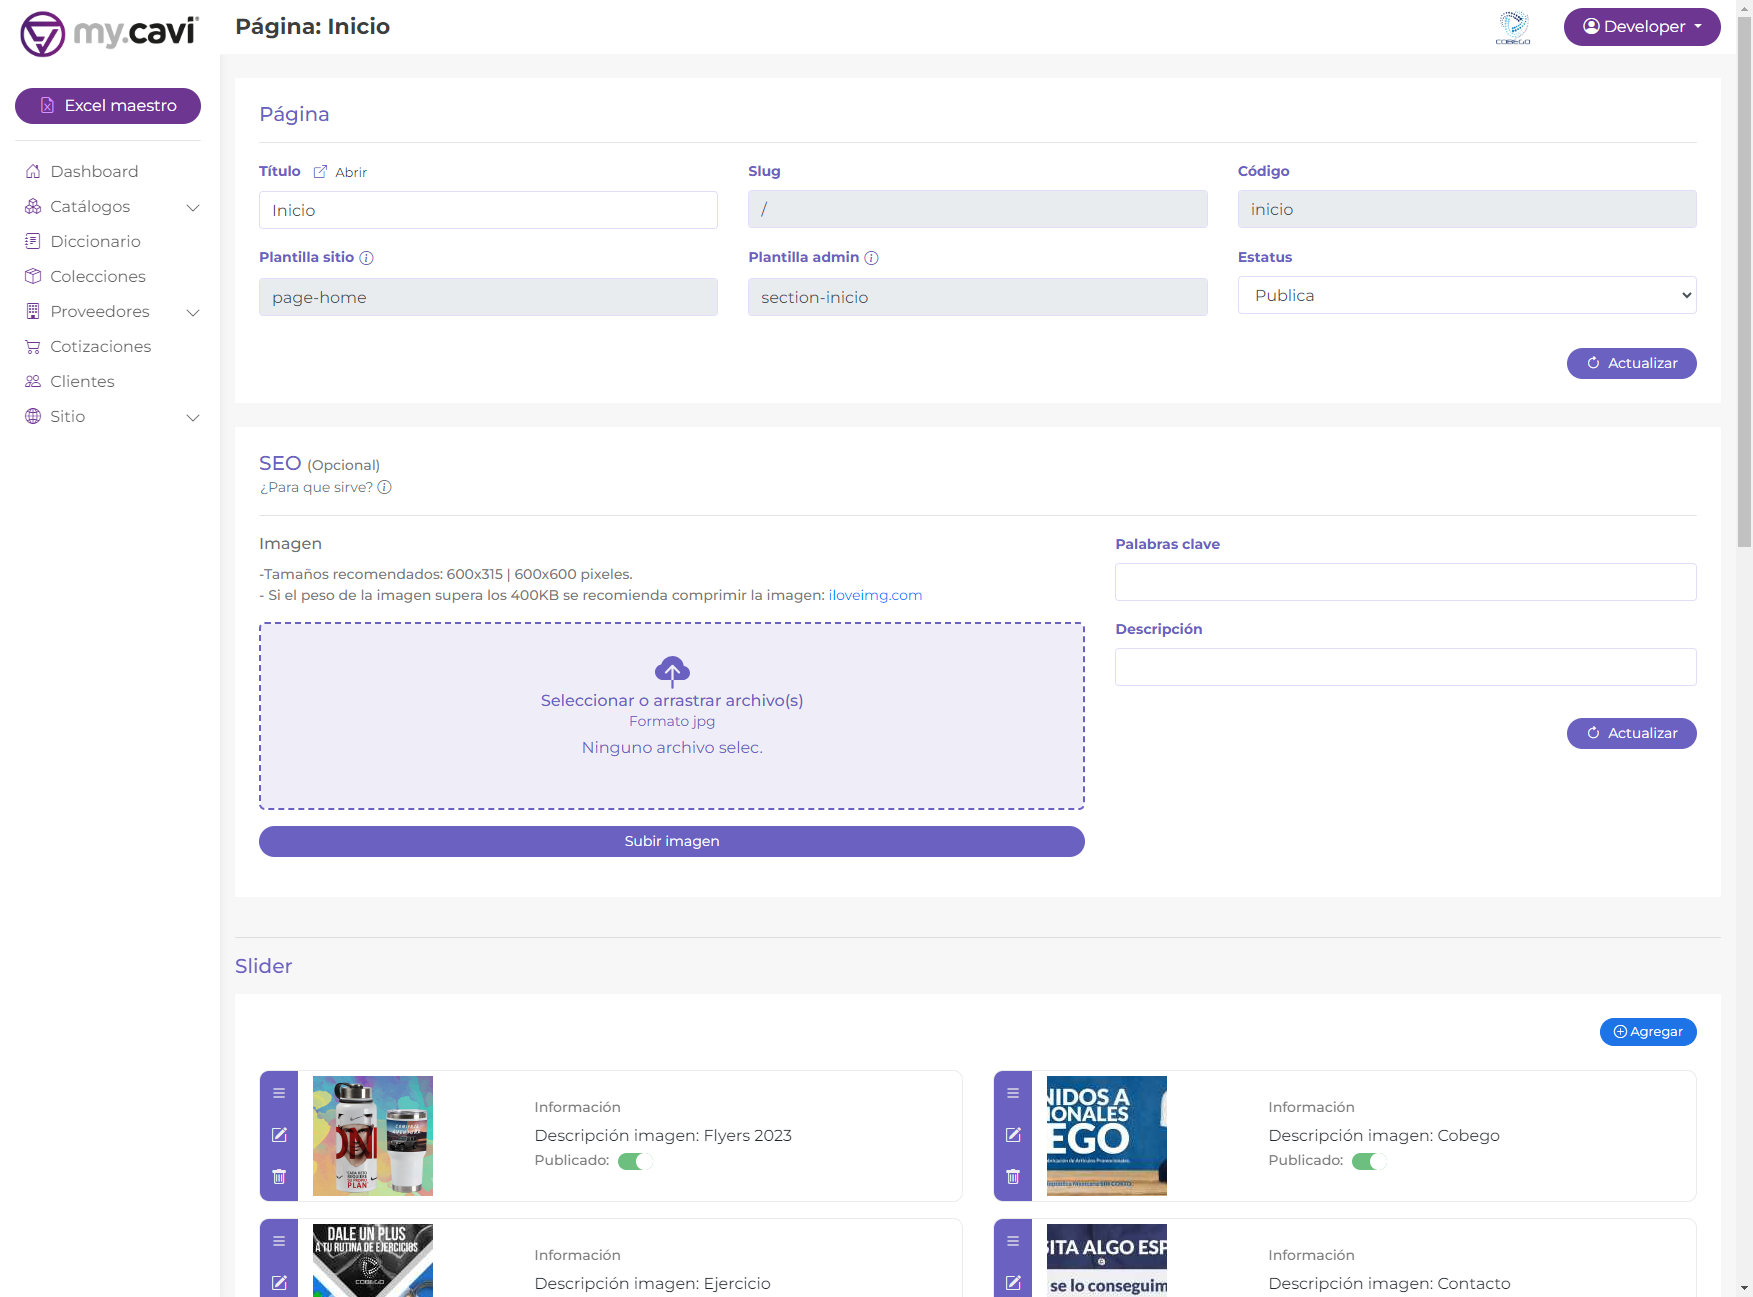 my.cavi
Página: Inicio
COBEGO
Developer
Excel maestro
Dashboard
Catálogos
Diccionario
Colecciones
Proveedores
Cotizaciones
Clientes
Sitio
Página
Título Abrir
Slug
Código
Inicio
/
inicio
Plantilla sitio
Plantilla admin
Estatus
page-home
section-inicio
Publica
Actualizar
SEO (Opcional)
¿Para que sirve?
Imagen
-Tamaños recomendados: 600x315 | 600x600 pixeles.
- Si el peso de la imagen supera los 400KB se recomienda comprimir la imagen: iloveimg.com
Seleccionar o arrastrar archivo(s)
Formato jpg
Ninguno archivo selec.
Subir imagen
Palabras clave
Descripción
Actualizar
Slider
Agregar
PLAN"
Información
Descripción imagen: Flyers 2023
Publicado:
NIDOS A
IONALES
EGO
Información
Descripción imagen: Cobego
Publicado:
DALE UN PLUS
A TU RUTINA DE EJERCICIOS
COBEGO
Información
Descripción imagen: Ejercicio
ITA ALGO ESP
se lo conseguim
Información
Descripción imagen: Contacto